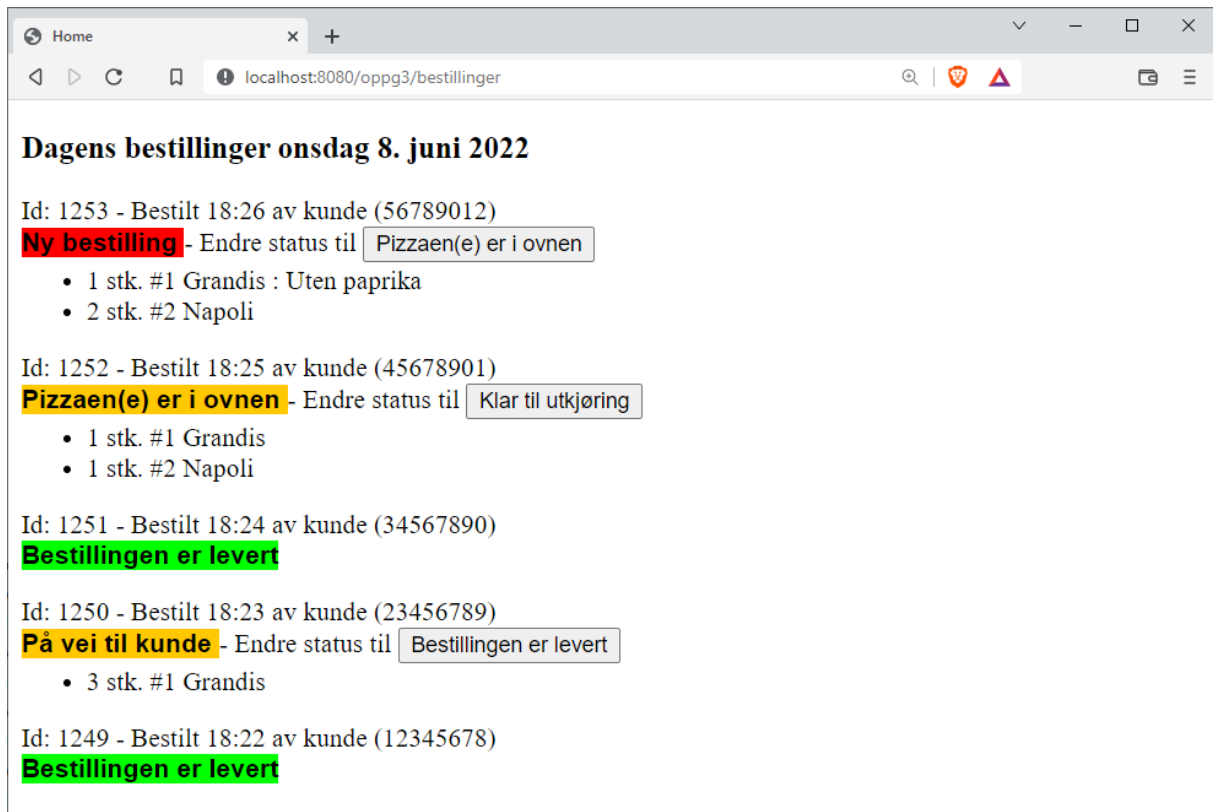 Home
localhost:8080/oppg3/bestillinger
Dagens bestillinger onsdag 8. juni 2022
Id: 1253 - Bestilt 18:26 av kunde (56789012)
Ny bestilling - Endre status til Pizzaen(e) er i ovnen
• 1 stk. #1 Grandis : Uten paprika
• 2 stk. #2 Napoli
Id: 1252 - Bestilt 18:25 av kunde (45678901)
Pizzaen(e) er i ovnen - Endre status til Klar til utkjøring
• 1 stk. #1 Grandis
• 1 stk. #2 Napoli
Id: 1251 - Bestilt 18:24 av kunde (34567890)
Bestillingen er levert
Id: 1250 - Bestilt 18:23 av kunde (23456789)
På vei til kunde - Endre status til Bestillingen er levert
• 3 stk. #1 Grandis
Id: 1249 - Bestilt 18:22 av kunde (12345678)
Bestillingen er levert